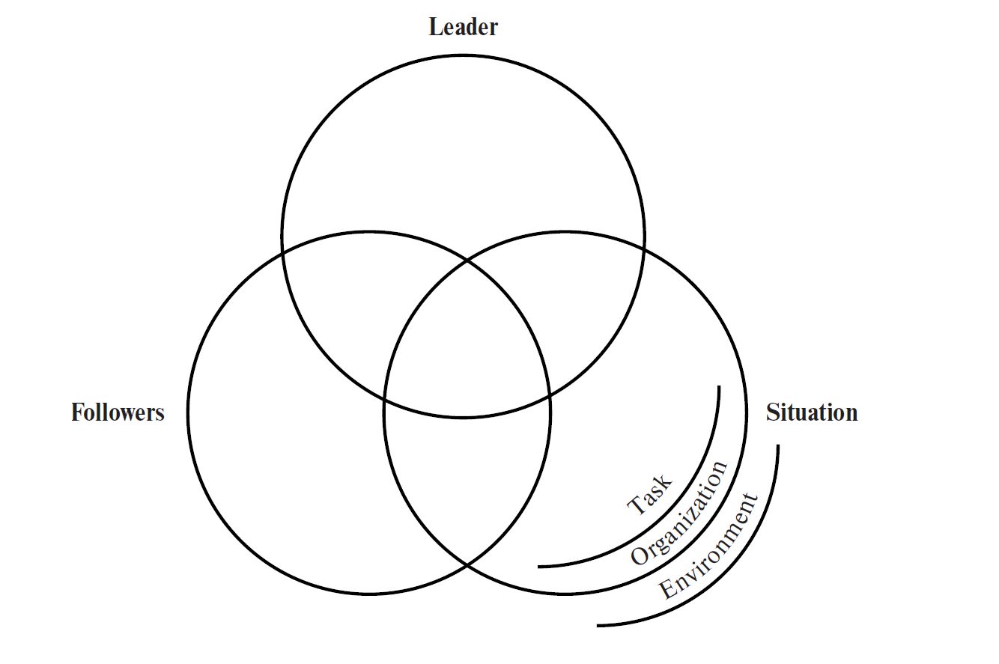 Leader
Followers
Situation
Task
Organization
Environment